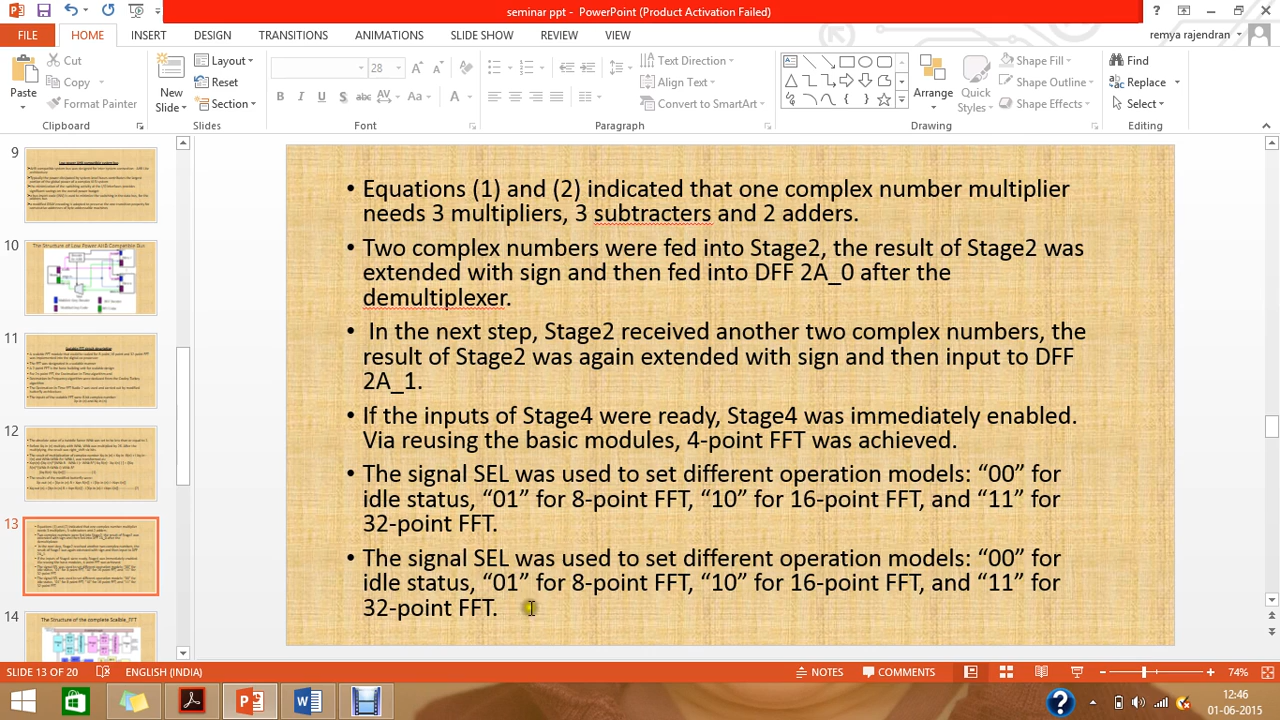 seminar ppt - PowerPoint (Product Activation Failed)
FILE HOME INSERT DESIGN TRANSITIONS ANIMATIONS SLIDE SHOW REVIEW VIEW remya rajendran
Cut
Copy
Format Painter
Paste
Clipboard
New Slide
Layout
Reset
Section
Slides
28
Font
Text Direction
Align Text
Convert to SmartArt
Paragraph
Arrange
Quick Styles
Shape Fill
Shape Outline
Shape Effects
Drawing
Find
Replace
Select
Editing
9
10
The Structure of Low Power AHB Compatible Bus
11
12
13
14
The Structure of the complete Scalble_FFT
• Equations (1) and (2) indicated that one complex number multiplier
needs 3 multipliers, 3 subtracters and 2 adders.
• Two complex numbers were fed into Stage2, the result of Stage2 was
extended with sign and then fed into DFF 2A_0 after the
demultiplexer.
• In the next step, Stage2 received another two complex numbers, the
result of Stage2 was again extended with sign and then input to DFF
2A_1.
• If the inputs of Stage4 were ready, Stage4 was immediately enabled.
Via reusing the basic modules, 4-point FFT was achieved.
• The signal SEL was used to set different operation models: “00” for
idle status, “01” for 8-point FFT, “10” for 16-point FFT, and “11” for
32-point FFT.
• The signal SEL was used to set different operation models: “00” for
idle status, “01” for 8-point FFT, “10” for 16-point FFT, and “11” for
32-point FFT.
SLIDE 13 OF 20 ENGLISH (INDIA) NOTES COMMENTS 74%
12:46
01-06-2015